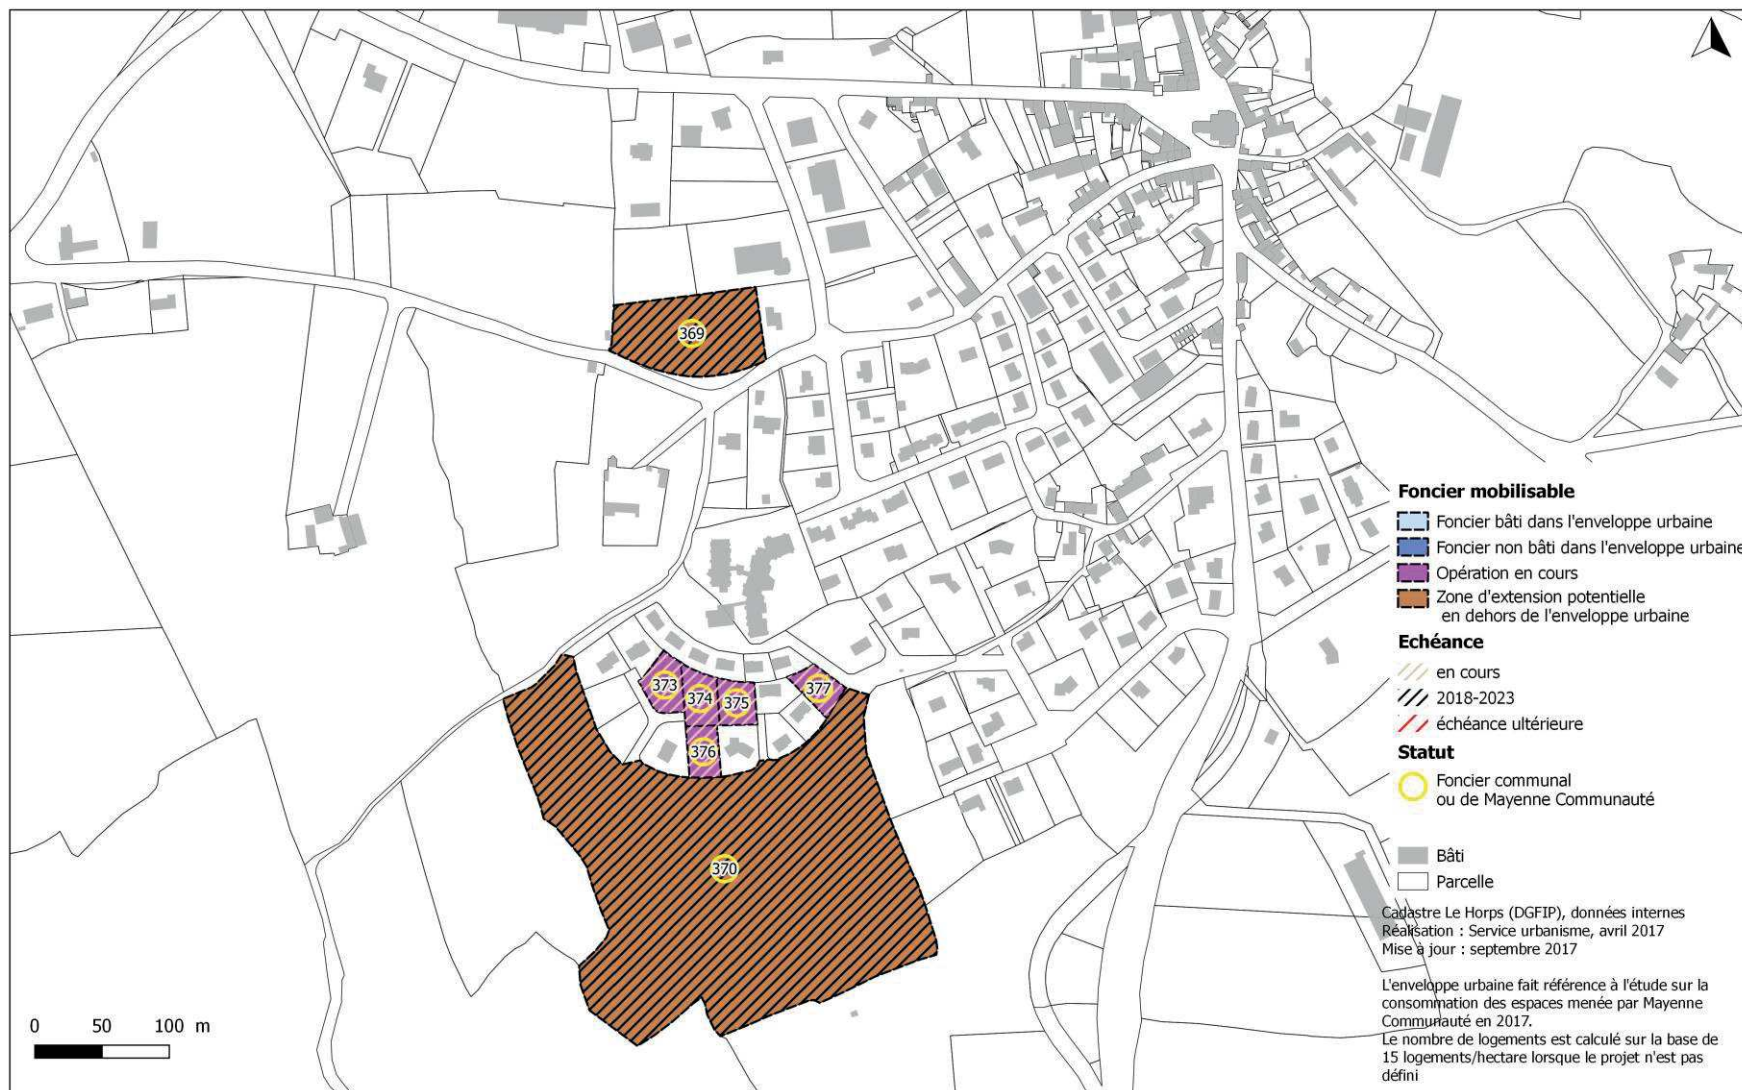 369
373
374
375
377
376
370
Foncier mobilisable
Foncier bâti dans l'enveloppe urbaine
Foncier non bâti dans l'enveloppe urbaine
Opération en cours
Zone d'extension potentielle
en dehors de l'enveloppe urbaine
Echéance
en cours
2018-2023
échéance ultérieure
Statut
Foncier communal
ou de Mayenne Communauté
Bâti
Parcelle
Cadastre Le Horps (DGFIP), données internes
Réalisation : Service urbanisme, avril 2017
Mise à jour : septembre 2017
L'enveloppe urbaine fait référence à l'étude sur la
consommation des espaces menée par Mayenne
Communauté en 2017.
Le nombre de logements est calculé sur la base de
15 logements/hectare lorsque le projet n'est pas
défini
0 50 100 m